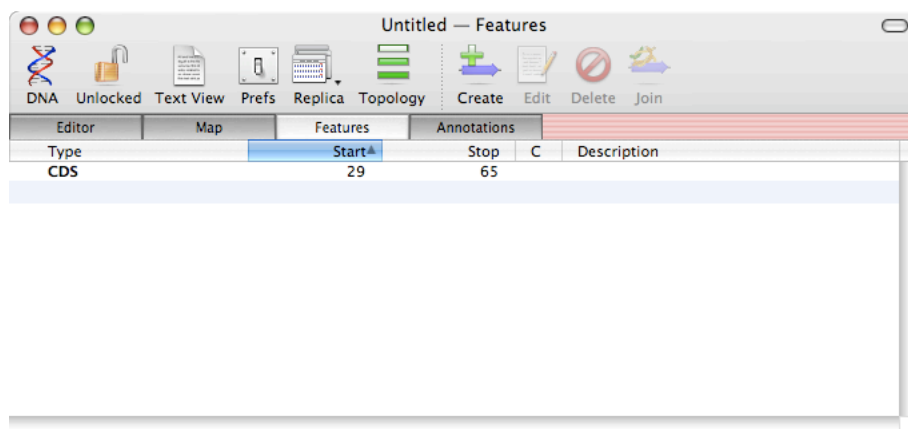 Untitled — Features
DNA Unlocked Text View Prefs Replica Topology Create Edit Delete Join
Editor Map Features Annotations
Type Start Stop C Description
CDS 29 65